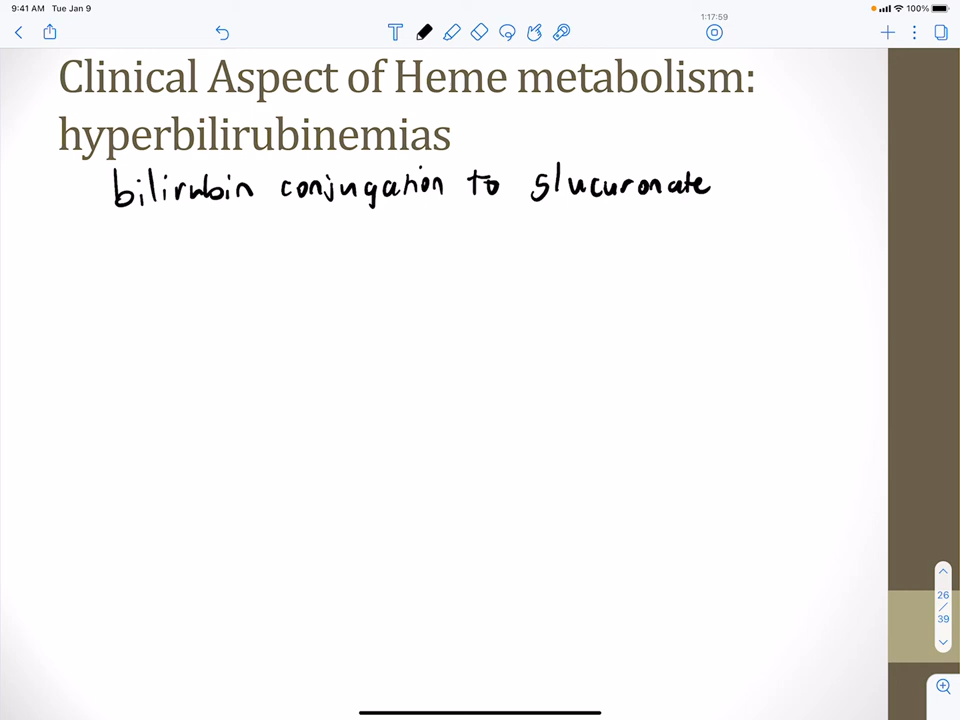 9:41 AM Tue Jan 9
1:17:59
100%
T
Clinical Aspect of Heme metabolism:
hyperbilirubinemias
bilirubin conjugation to glucuronate
26
/
39